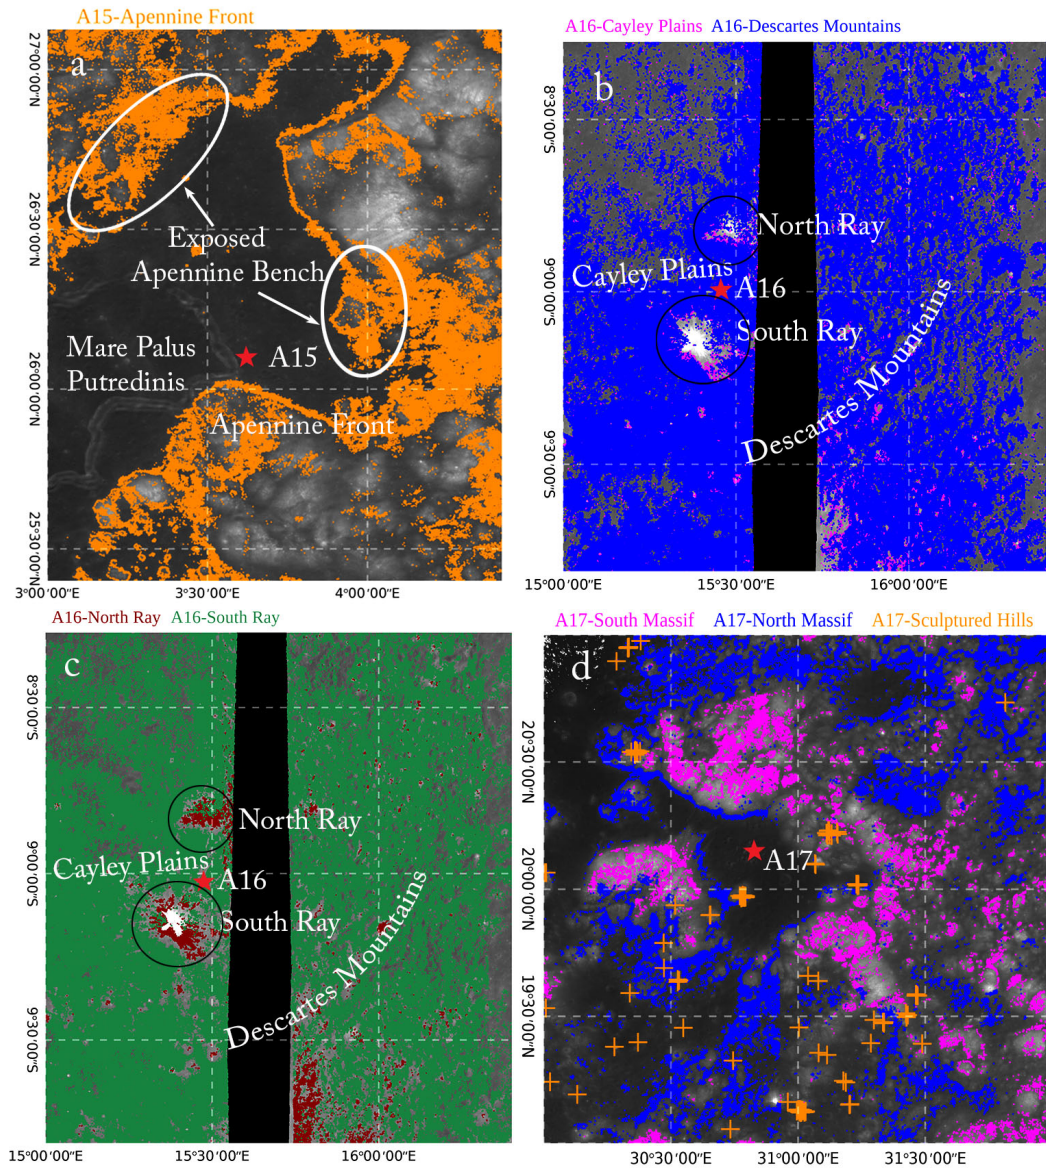 A15-Apennine Front
a
27°00′00″N
26°30′00″N
26°00′00″N
25°30′00″N
Exposed
Apennine Bench
Mare Palus
Putredinis
A15
Apennine Front
3°00′00″E
3°30′00″E
4°00′00″E
A16-Cayley Plains A16-Descartes Mountains
b
8°30′00″S
9°00′00″S
9°30′00″S
North Ray
Cayley Plains
A16
South Ray
Descartes Mountains
15°00′00″E
15°30′00″E
16°00′00″E
A16-North Ray A16-South Ray
c
8°30′00″S
9°00′00″S
9°30′00″S
North Ray
Cayley Plains
A16
South Ray
Descartes Mountains
15°00′00″E
15°30′00″E
16°00′00″E
A17-South Massif A17-North Massif A17-Sculptured Hills
d
20°30′00″N
20°00′00″N
19°30′00″N
A17
30°30′00″E
31°00′00″E
31°30′00″E